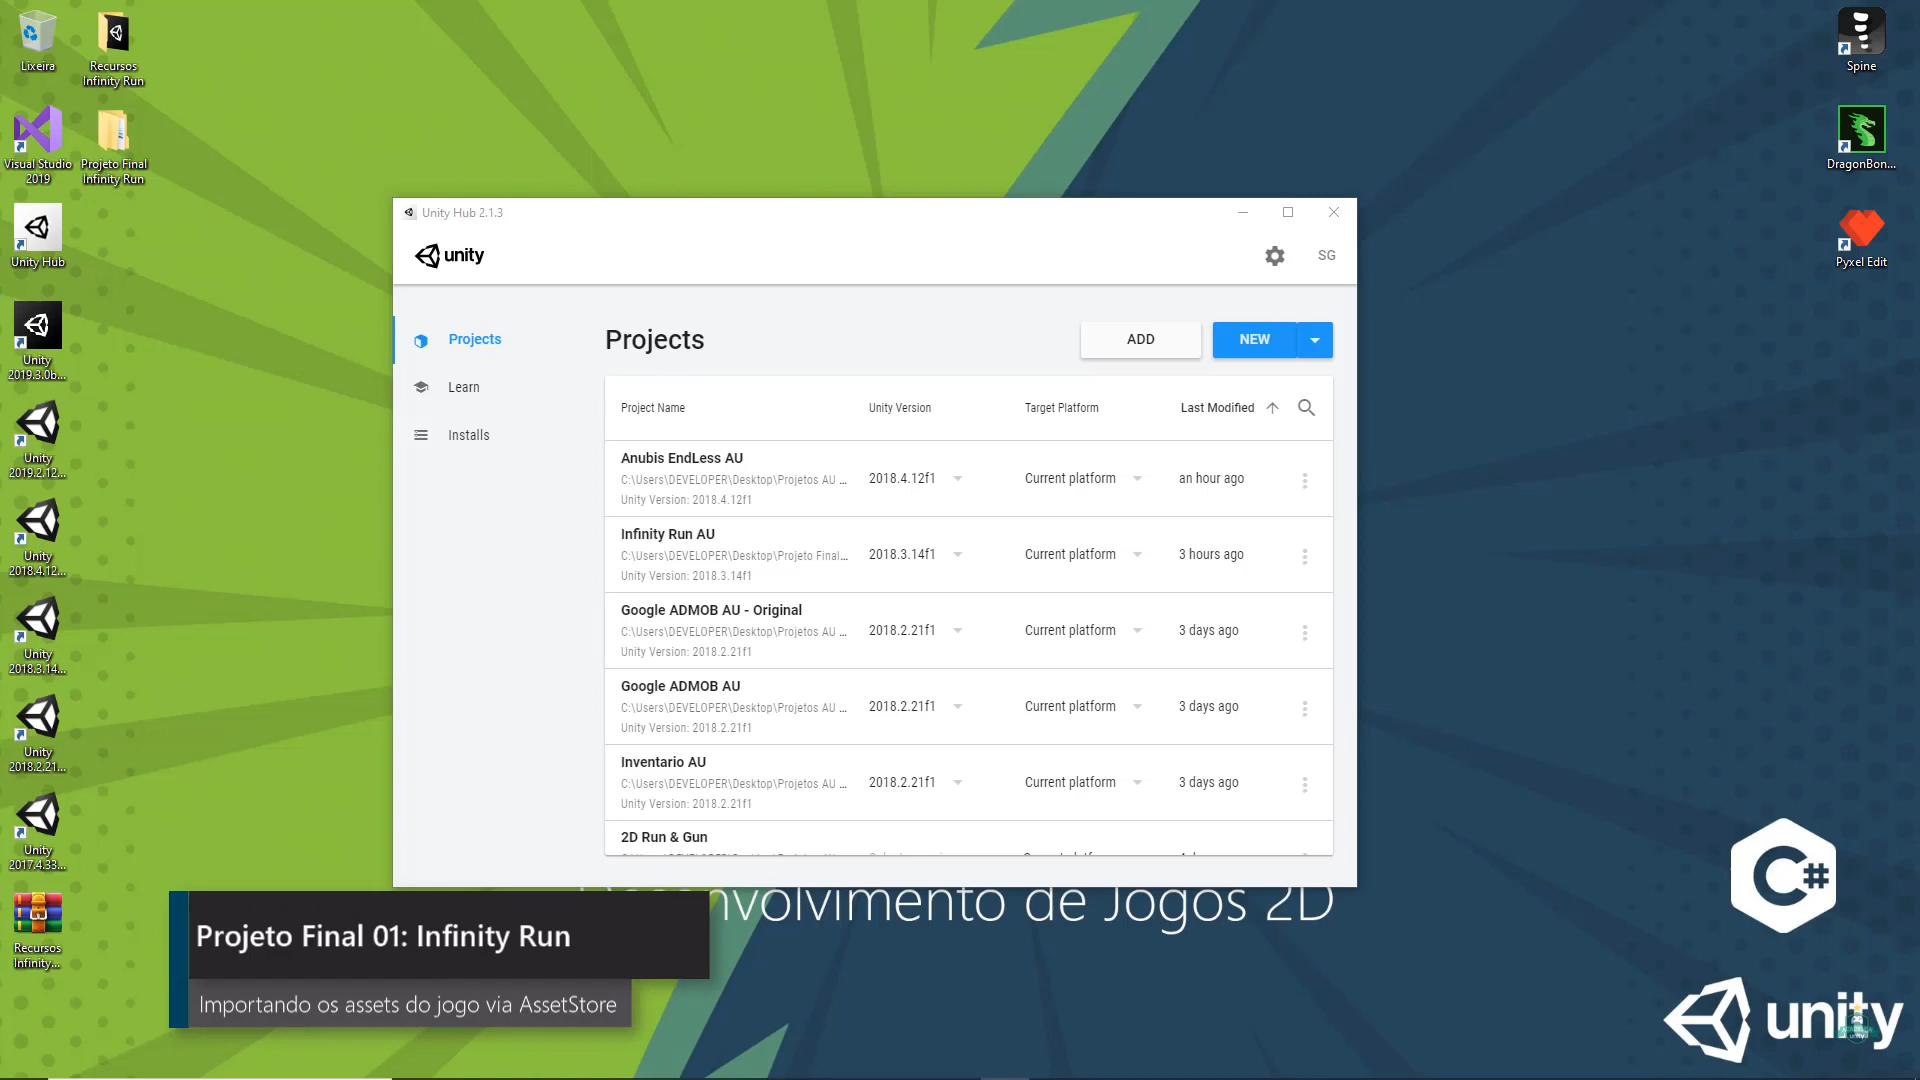 Lixeira
Recursos
Infinity Run
Visual Studio
2019
Projeto Final
Infinity Run
Unity Hub
Unity
2019.3.0b...
Unity
2019.2.12...
Unity
2018.4.12...
Unity
2018.3.14...
Unity
2018.2.21...
Unity
2017.4.33...
Recursos
Infinity...
Unity Hub 2.1.3
unity
SG
Projects
Learn
Installs
Projects
ADD
NEW
Project Name
Unity Version
Target Platform
Last Modified
Anubis EndLess AU
C:\Users\DEVELOPER\Desktop\Projetos AU ...
Unity Version: 2018.4.12f1
2018.4.12f1
Current platform
an hour ago
Infinity Run AU
C:\Users\DEVELOPER\Desktop\Projeto Final...
Unity Version: 2018.3.14f1
2018.3.14f1
Current platform
3 hours ago
Google ADMOB AU - Original
C:\Users\DEVELOPER\Desktop\Projetos AU ...
Unity Version: 2018.2.21f1
2018.2.21f1
Current platform
3 days ago
Google ADMOB AU
C:\Users\DEVELOPER\Desktop\Projetos AU ...
Unity Version: 2018.2.21f1
2018.2.21f1
Current platform
3 days ago
Inventario AU
C:\Users\DEVELOPER\Desktop\Projetos AU ...
Unity Version: 2018.2.21f1
2018.2.21f1
Current platform
3 days ago
2D Run & Gun
de Jogos 2D
Projeto Final 01: Infinity Run
Importando os assets do jogo via AssetStore
Spine
DragonBon...
Pyxel Edit
C#
unity